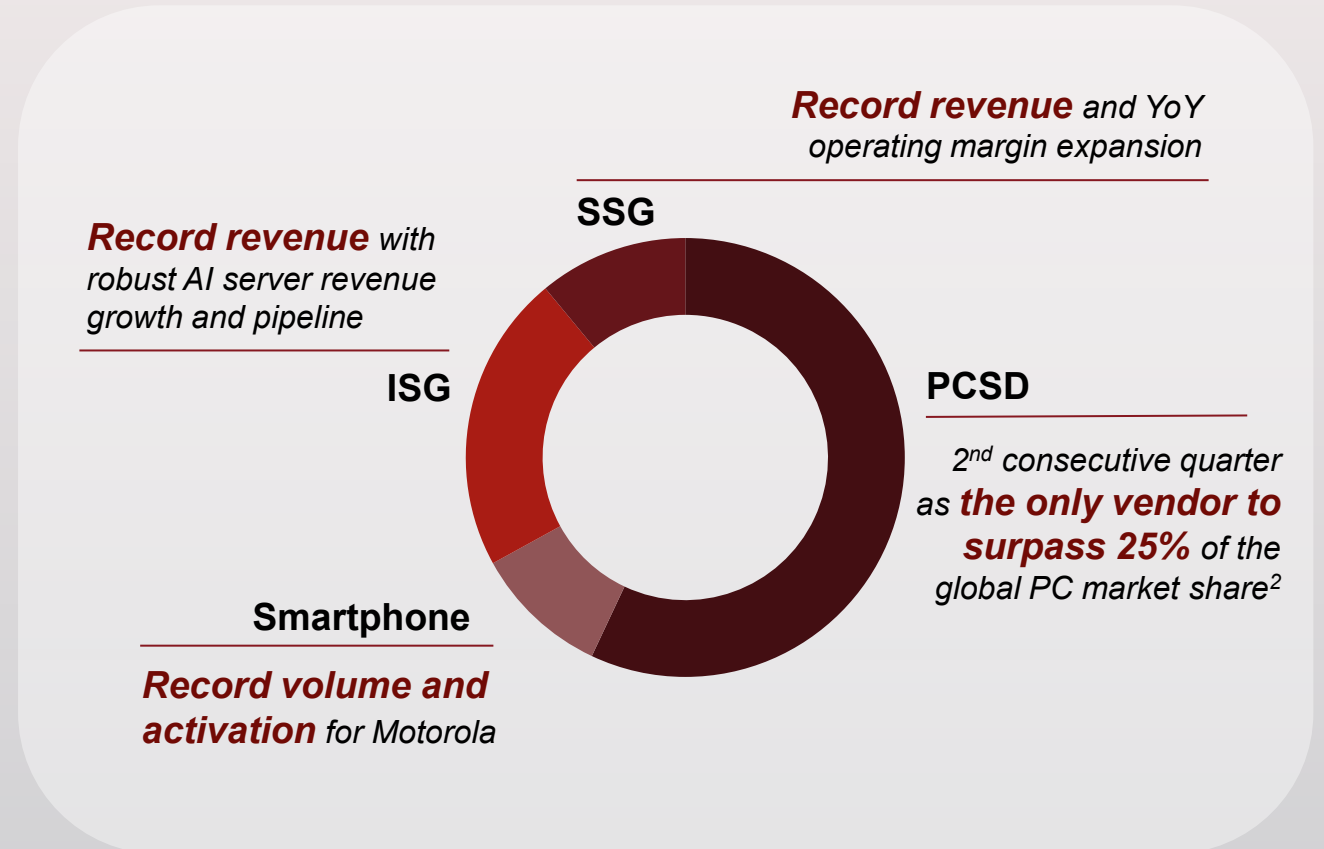 Record revenue and YoY
operating margin expansion
SSG
Record revenue with
robust AI server revenue
growth and pipeline
ISG
PCSD
2nd consecutive quarter
as the only vendor to
surpass 25% of the
global PC market share2
Smartphone
Record volume and
activation for Motorola